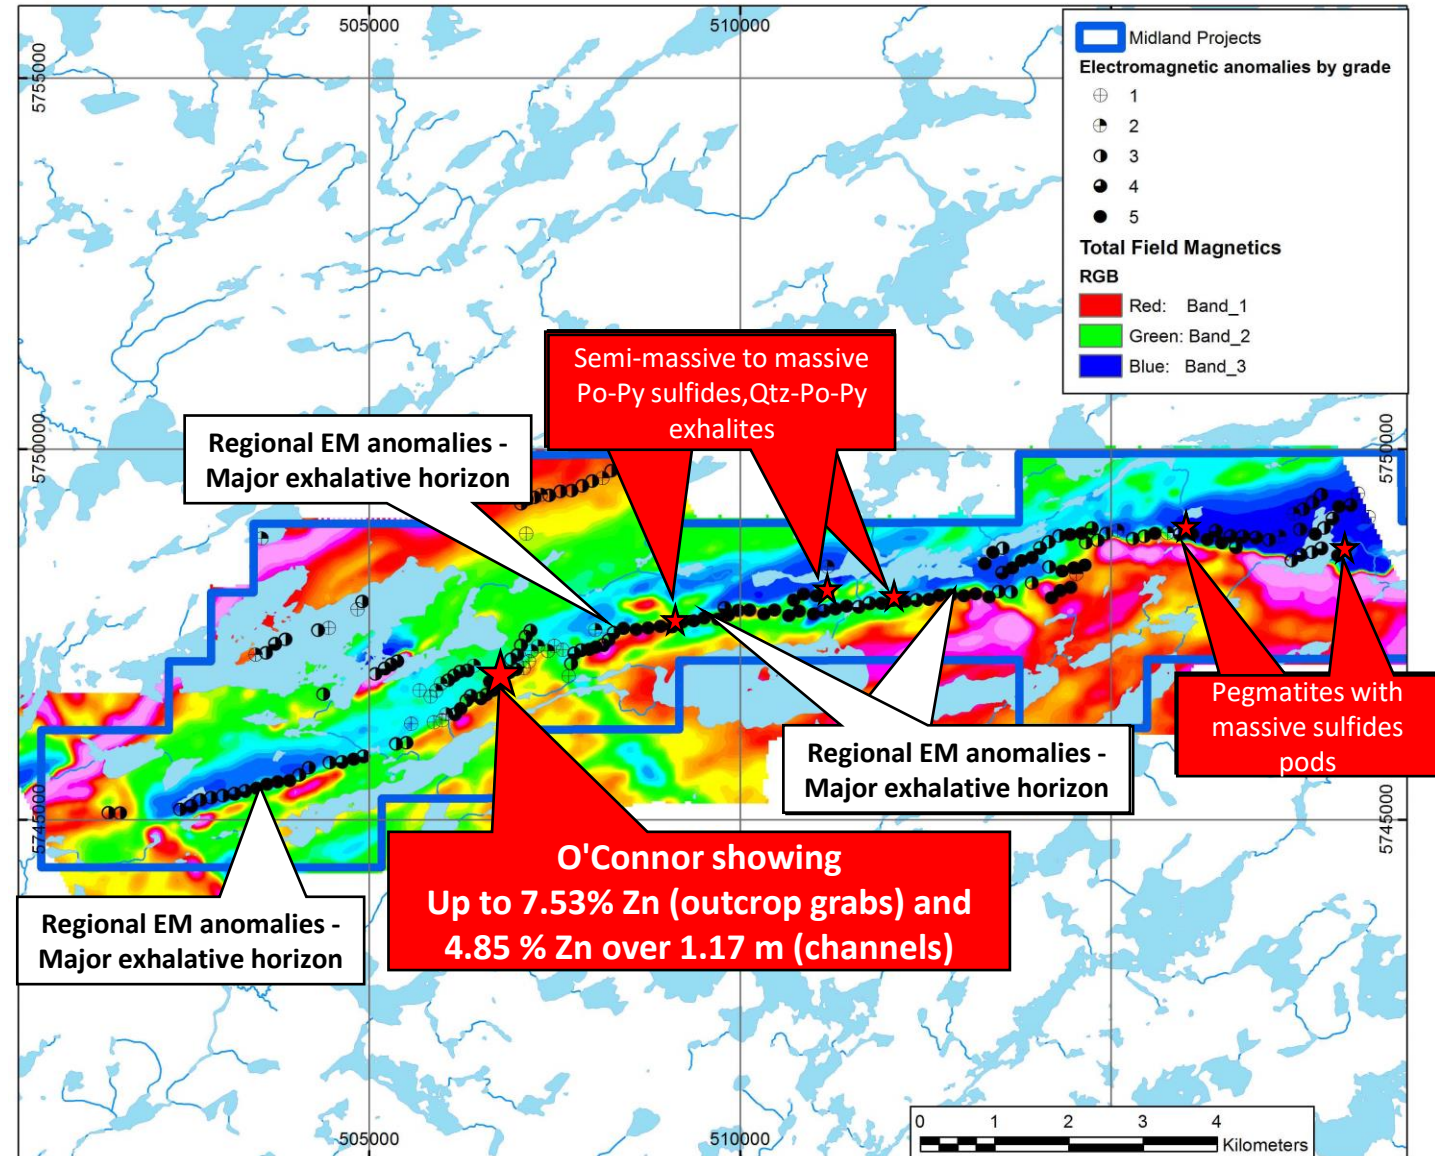 505000
510000
5755000
5755000
Midland Projects
Electromagnetic anomalies by grade
1
2
3
4
5
Total Field Magnetics
RGB
Red: Band_1
Green: Band_2
Blue: Band_3
Semi-massive to massive
Po-Py sulfides,Qtz-Po-Py
exhalites
Regional EM anomalies -
Major exhalative horizon
5750000
5750000
Pegmatites with
massive sulfides
pods
Regional EM anomalies -
Major exhalative horizon
5745000
5745000
O'Connor showing
Up to 7.53% Zn (outcrop grabs) and
4.85 % Zn over 1.17 m (channels)
Regional EM anomalies -
Major exhalative horizon
505000
510000
0 1 2 3 4
Kilometers